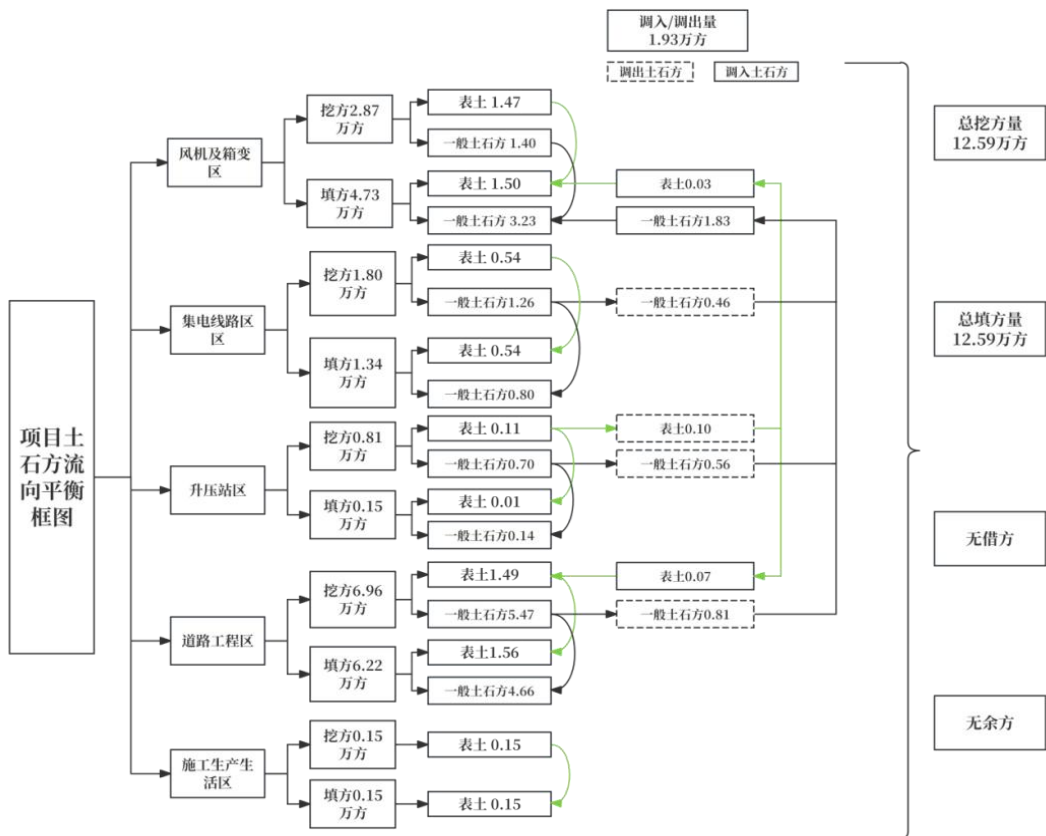 调入/调出量
1.93万方
调出土石方
调入土石方
项目土
石方流
向平衡
框图
风机及箱变
区
挖方2.87
万方
表土 1.47
一般土石方 1.40
填方4.73
万方
表土 1.50
一般土石方 3.23
表土0.03
一般土石方1.83
集电线路区
区
挖方1.80
万方
表土 0.54
一般土石方1.26
一般土石方0.46
填方1.34
万方
表土 0.54
一般土石方0.80
升压站区
挖方0.81
万方
表土 0.11
一般土石方0.70
表土0.10
一般土石方0.56
填方0.15
万方
表土 0.01
一般土石方0.14
道路工程区
挖方6.96
万方
表土1.49
一般土石方5.47
表土0.07
一般土石方0.81
填方6.22
万方
表土1.56
一般土石方4.66
施工生产生
活区
挖方0.15
万方
表土 0.15
填方0.15
万方
表土 0.15
总挖方量
12.59万方
总填方量
12.59万方
无借方
无余方